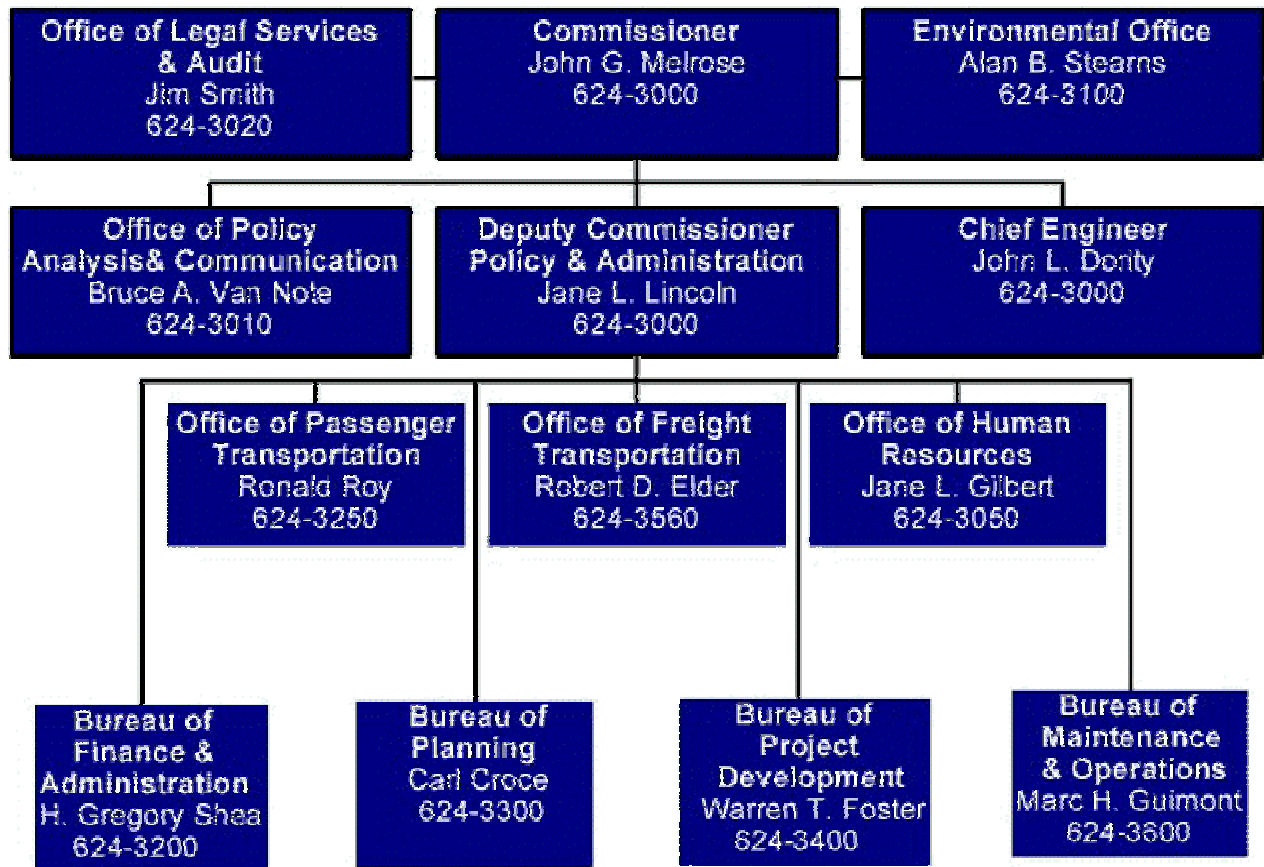 Office of Legal Services
& Audit
Jim Smith
624-3020
Commissioner
John G. Melrose
624-3000
Environmental Office
Alan B. Stearns
624-3100
Office of Policy
Analysis& Communication
Bruce A. Van Note
624-3010
Deputy Commissioner
Policy & Administration
Jane L. Lincoln
624-3000
Chief Engineer
John L. Dority
624-3000
Office of Passenger
Transportation
Ronald Roy
624-3250
Office of Freight
Transportation
Robert D. Elder
624-3560
Office of Human
Resources
Jane L. Gilbert
624-3050
Bureau of
Finance &
Administration
H. Gregory Shea
624-3200
Bureau of
Planning
Carl Croce
624-3300
Bureau of
Project
Development
Warren T. Foster
624-3400
Bureau of
Maintenance
& Operations
Marc H. Guimont
624-3600